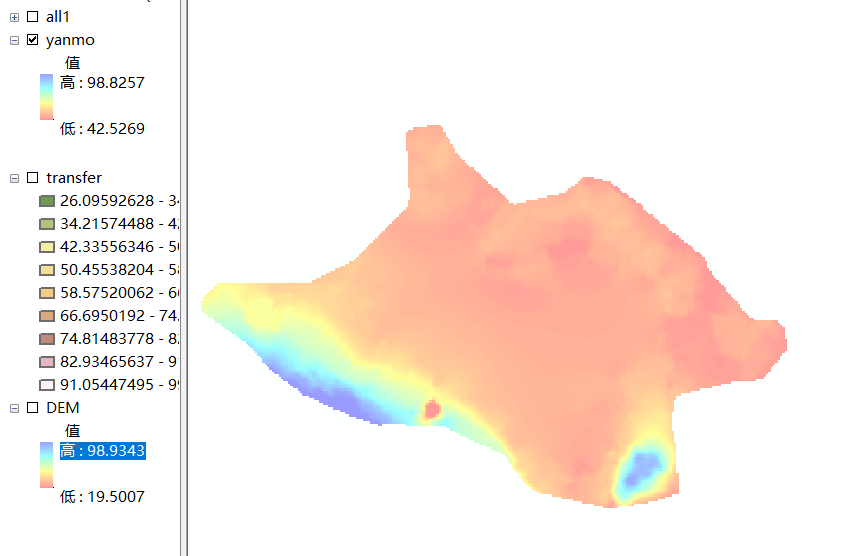 all1
yanmo
值
高 : 98.8257
低 : 42.5269
transfer
26.09592628 - 34
34.21574488 - 42
42.33556346 - 50
50.45538204 - 58
58.57520062 - 66
66.6950192 - 74.
74.81483778 - 82
82.93465637 - 91
91.05447495 - 99
DEM
值
高 : 98.9343
低 : 19.5007